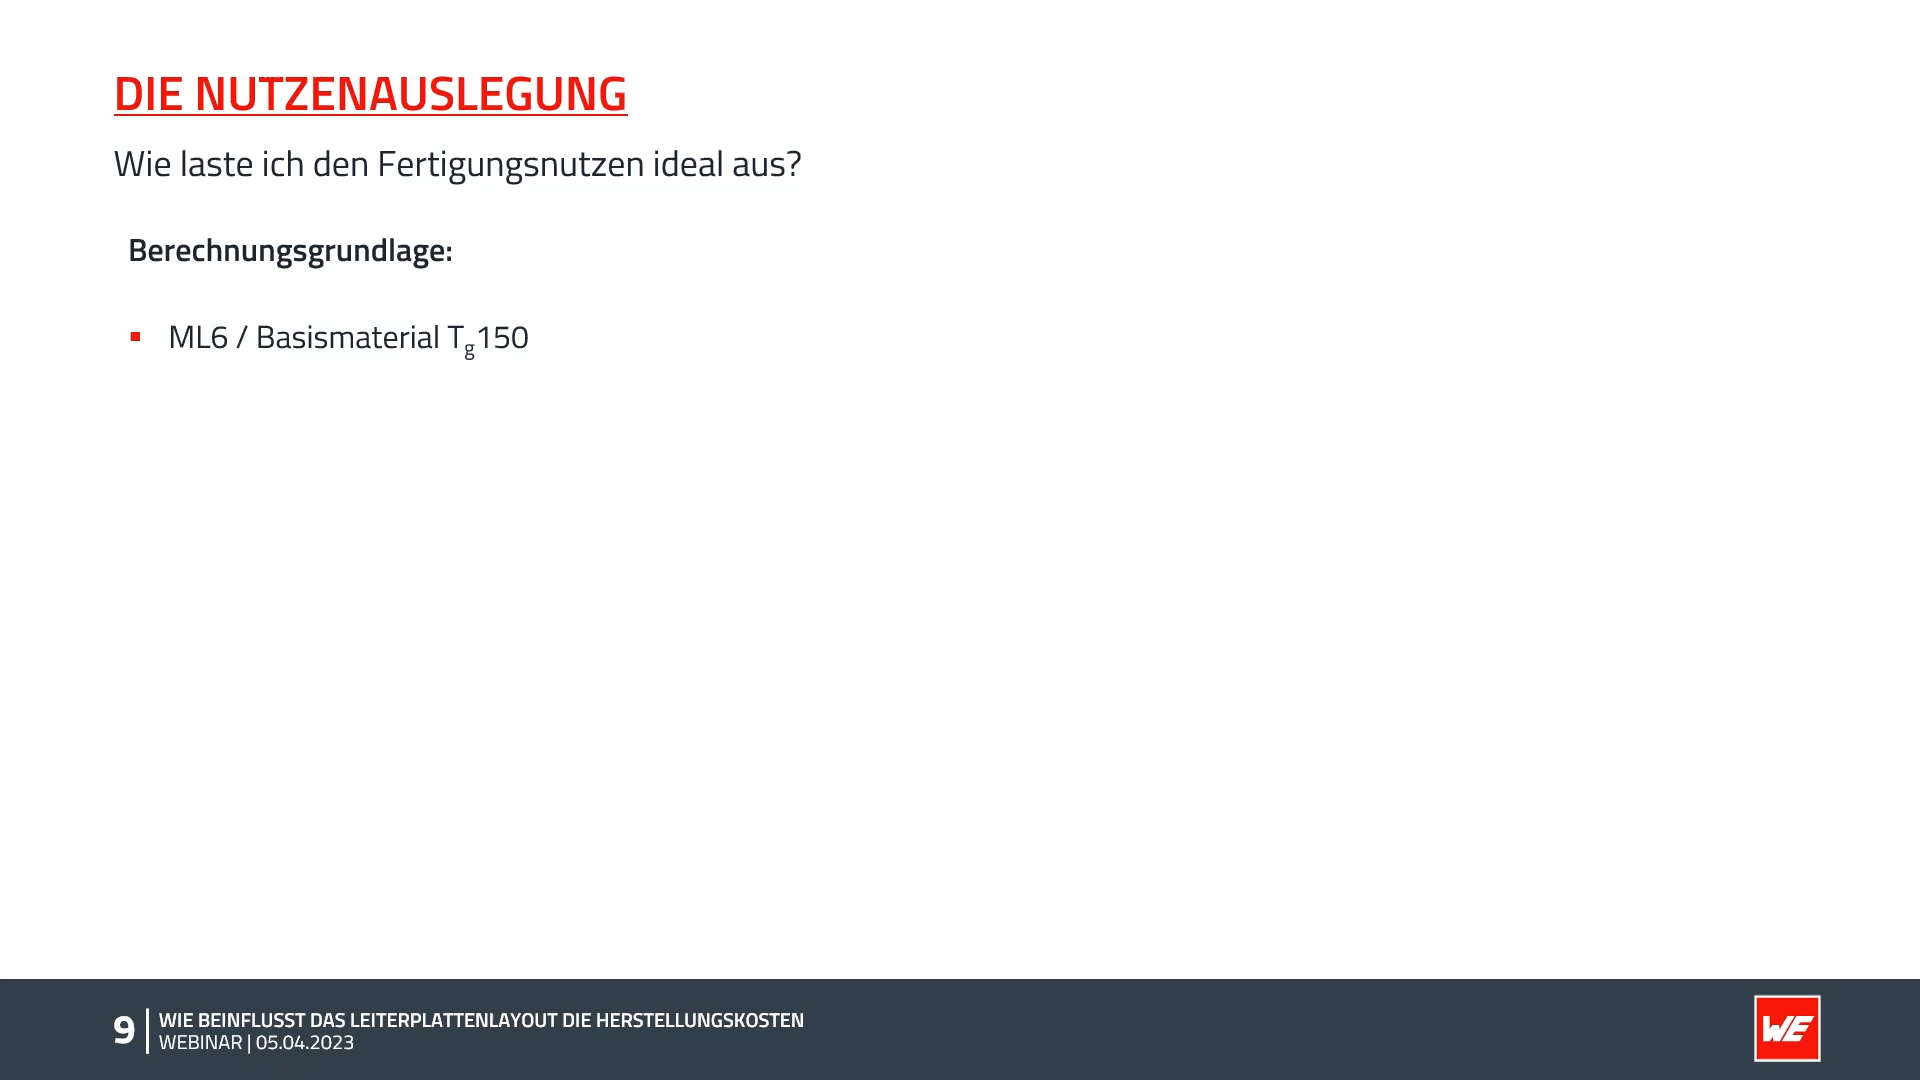 DIE NUTZENAUSLEGUNG
Wie laste ich den Fertigungsnutzen ideal aus?
Berechnungsgrundlage:
▪ ML6 / Basismaterial Tg150
9
WIE BEINFLUSST DAS LEITERPLATTENLAYOUT DIE HERSTELLUNGSKOSTEN
WEBINAR | 05.04.2023
WE